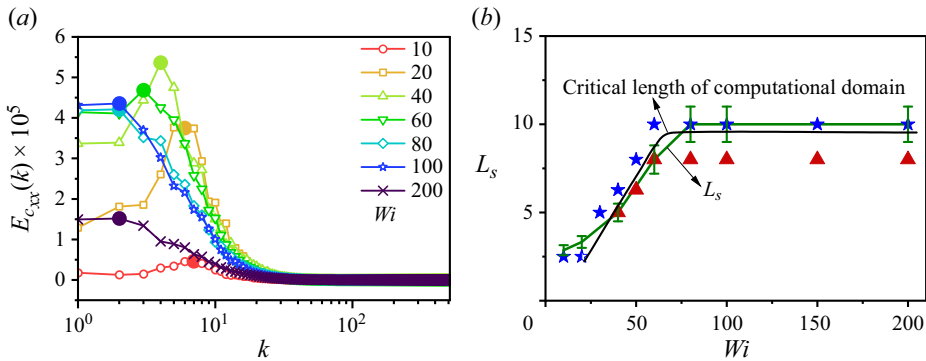 (a)
(b)
E_{c_{xx}}(k) × 10^5
6
5
4
3
2
1
0
10^0
10^1
10^2
k
10
20
40
60
80
100
200
Wi
L_s
15
10
5
0
50
100
150
200
Wi
Critical length of computational domain
L_s